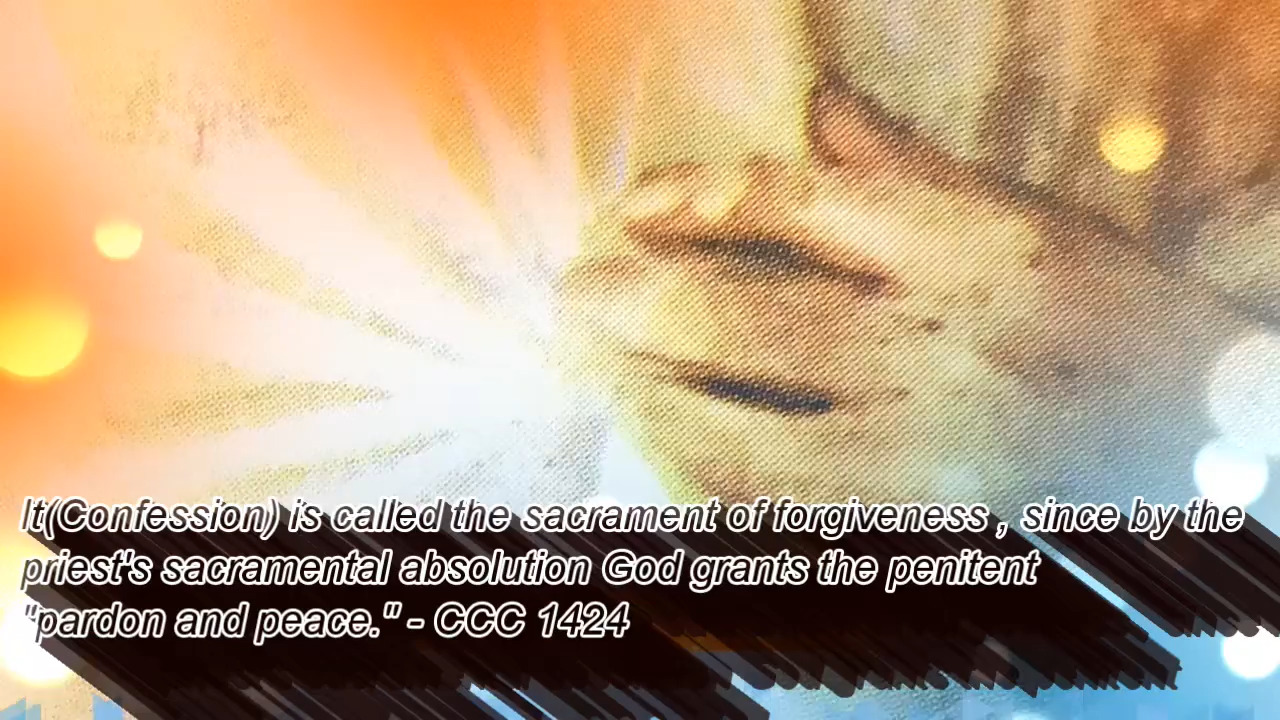 It(Confession) is called the sacrament of forgiveness , since by the
priest's sacramental absolution God grants the penitent
"pardon and peace." - CCC 1424